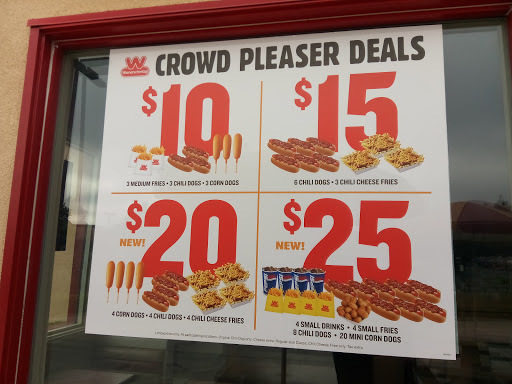 W
Wienerschnitzel
CROWD PLEASER DEALS
$10
3 MEDIUM FRIES • 3 CHILI DOGS • 3 CORN DOGS
$15
6 CHILI DOGS • 3 CHILI CHEESE FRIES
NEW!
$20
4 CORN DOGS • 4 CHILI DOGS • 4 CHILI CHEESE FRIES
NEW!
$25
4 SMALL DRINKS • 4 SMALL FRIES
8 CHILI DOGS • 20 MINI CORN DOGS